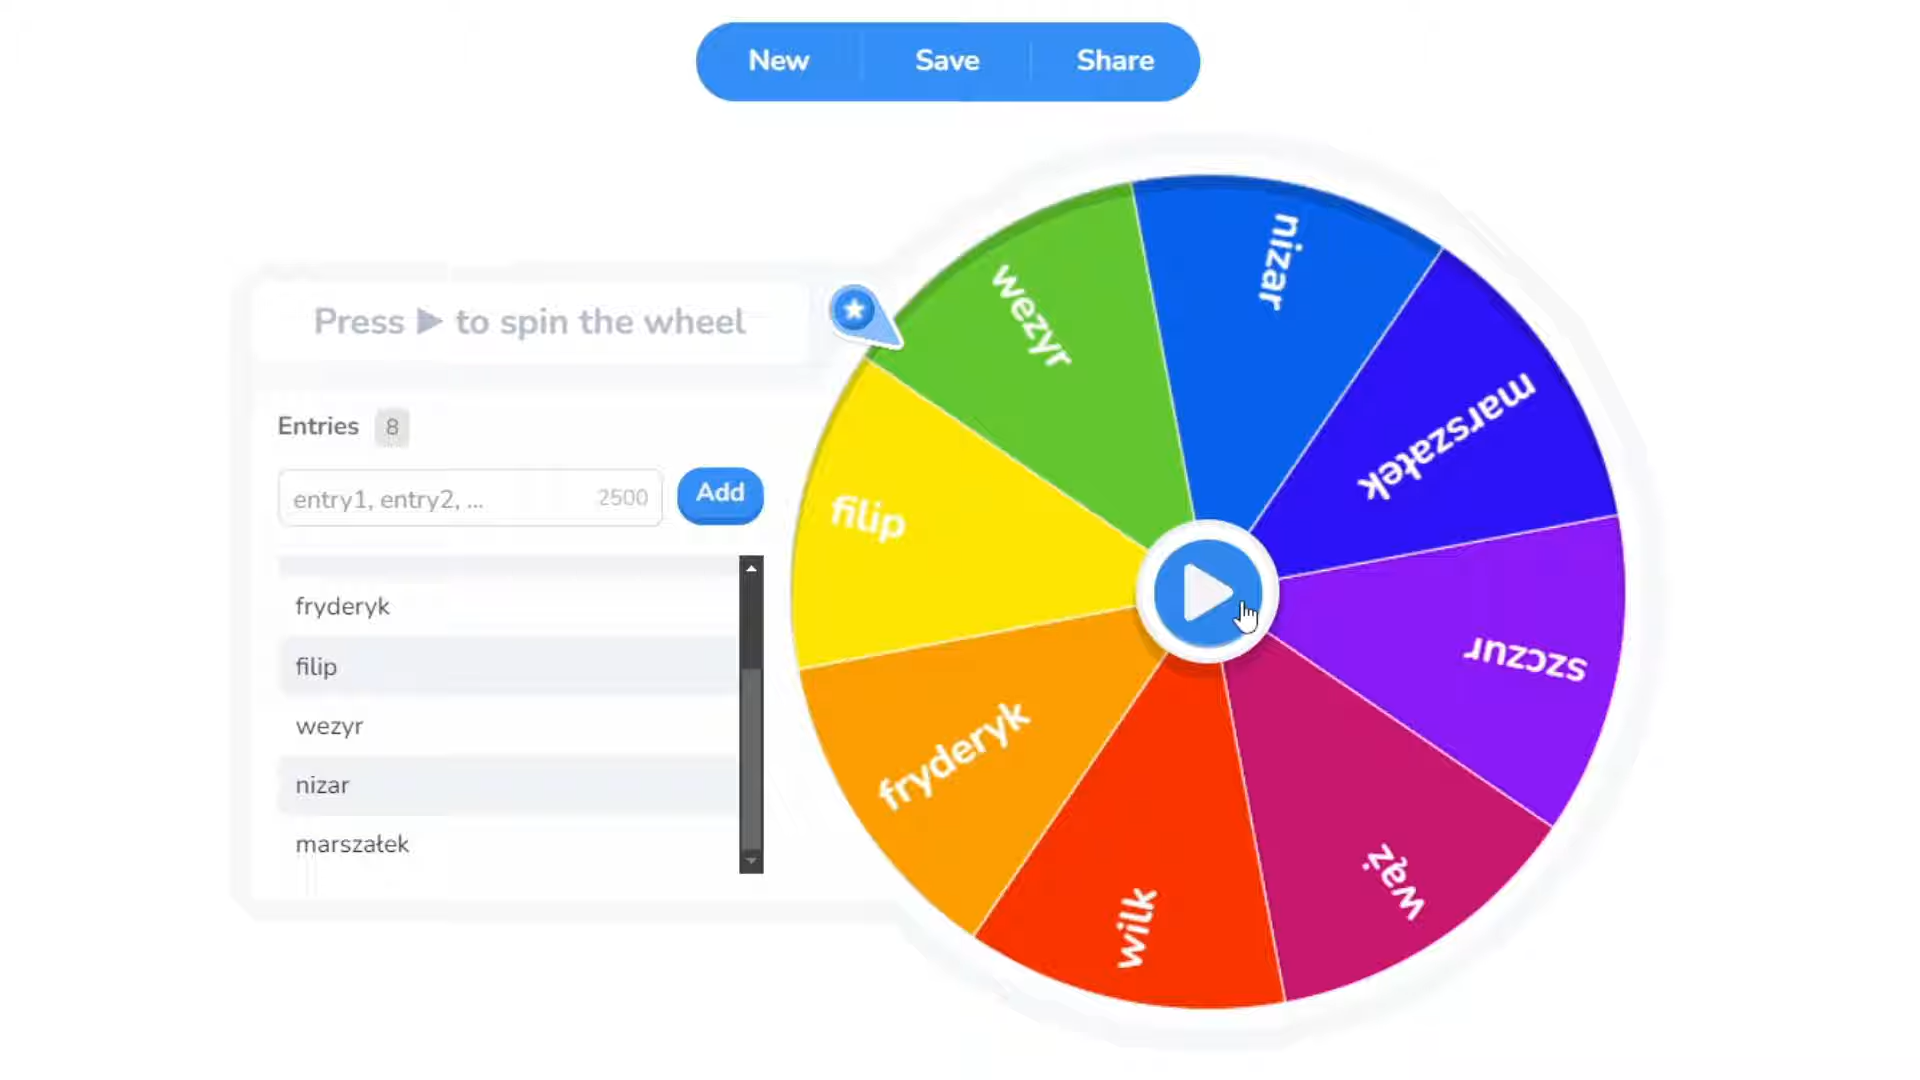 New Save Share
Press ▶ to spin the wheel
Entries 8
entry1, entry2, ... 2500 Add
fryderyk
filip
wezyr
nizar
marszałek
wezyr
nizar
marszałek
szczur
wąż
wilk
fryderyk
filip